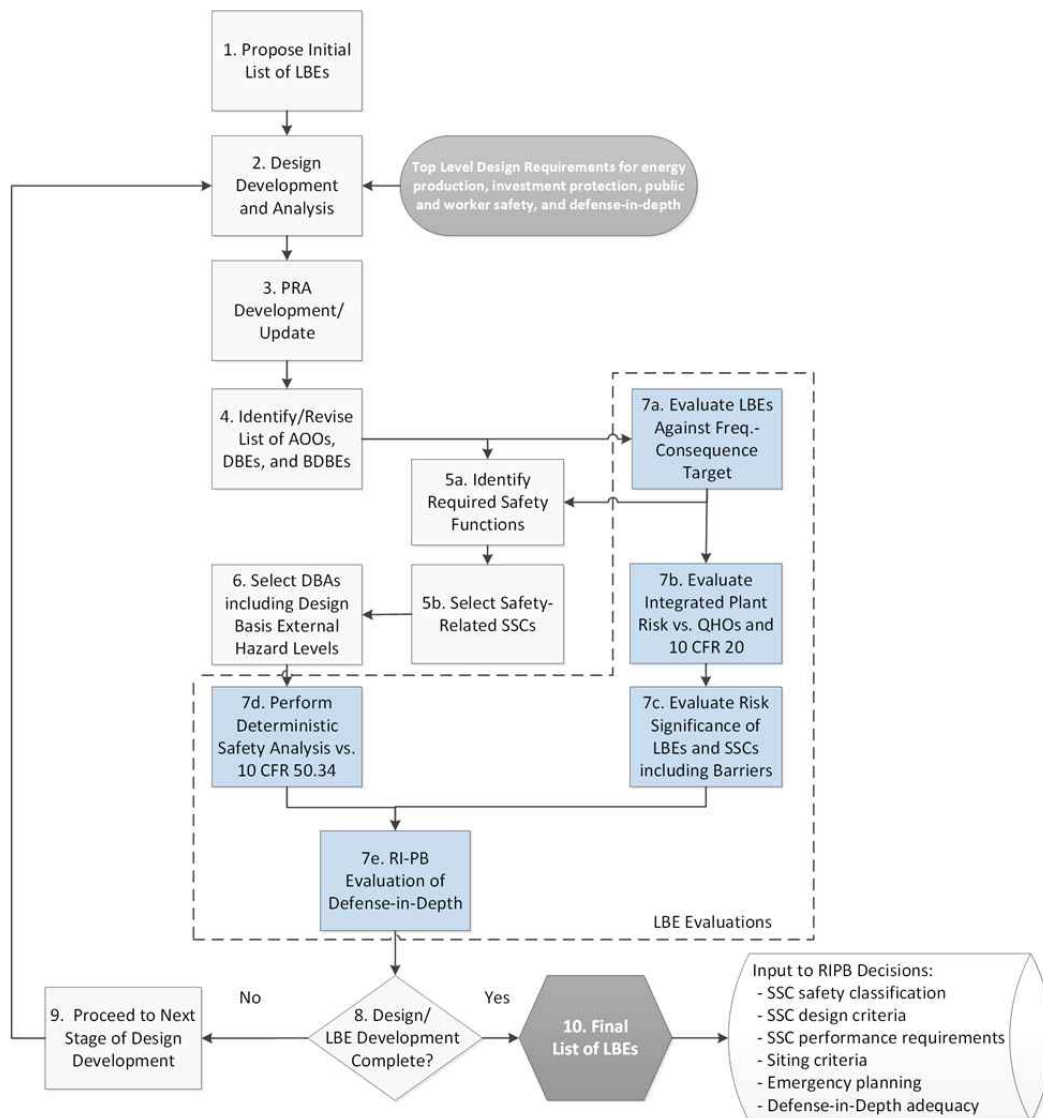 1. Propose Initial
List of LBEs
2. Design
Development
and Analysis
Top Level Design Requirements for energy
production, investment protection, public
and worker safety, and defense-in-depth
3. PRA
Development/
Update
4. Identify/Revise
List of AOOs,
DBEs, and BDBEs
7a. Evaluate LBEs
Against Freq.-
Consequence
Target
5a. Identify
Required Safety
Functions
5b. Select Safety-
Related SSCs
6. Select DBAs
including Design
Basis External
Hazard Levels
7b. Evaluate
Integrated Plant
Risk vs. QHOs and
10 CFR 20
7d. Perform
Deterministic
Safety Analysis vs.
10 CFR 50.34
7c. Evaluate Risk
Significance of
LBEs and SSCs
including Barriers
7e. RI-PB
Evaluation of
Defense-in-Depth
LBE Evaluations
9. Proceed to Next
Stage of Design
Development
No
8. Design/
LBE Development
Complete?
Yes
10. Final
List of LBEs
Input to RIPB Decisions:
- SSC safety classification
- SSC design criteria
- SSC performance requirements
- Siting criteria
- Emergency planning
- Defense-in-Depth adequacy